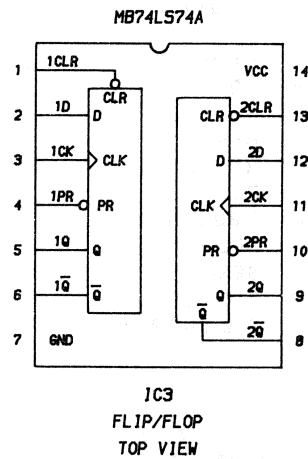 MB74LS74A
1 1CLR CLR VCC 14
2 1D D CLR 2CLR 13
3 1CK CLK D 2D 12
4 1PR PR CLK 2CK 11
5 1Q Q PR 2PR 10
6 1Q̅ Q̅ Q 2Q 9
7 GND Q̅ 2Q̅ 8
IC3
FLIP/FLOP
TOP VIEW